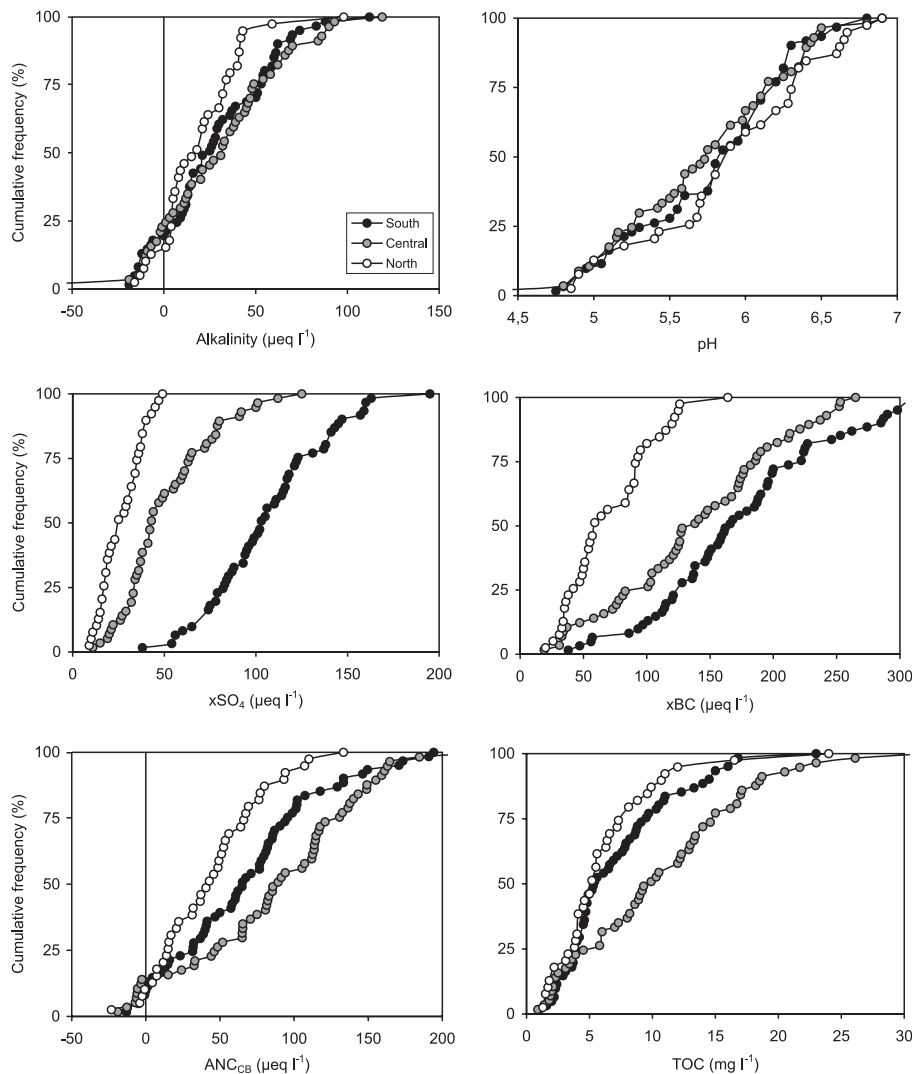 100
75
50
25
0
Cumulative frequency (%)
South
Central
North
-50 0 50 100 150
Alkalinity (µeq l⁻¹)
100
75
50
25
0
4,5 5 5,5 6 6,5 7
pH
100
75
50
25
0
Cumulative frequency (%)
0 50 100 150 200
xSO₄ (µeq l⁻¹)
100
75
50
25
0
0 50 100 150 200 250 300
xBC (µeq l⁻¹)
100
75
50
25
0
Cumulative frequency (%)
-50 0 50 100 150 200
ANC_CB (µeq l⁻¹)
100
75
50
25
0
0 5 10 15 20 25 30
TOC (mg l⁻¹)